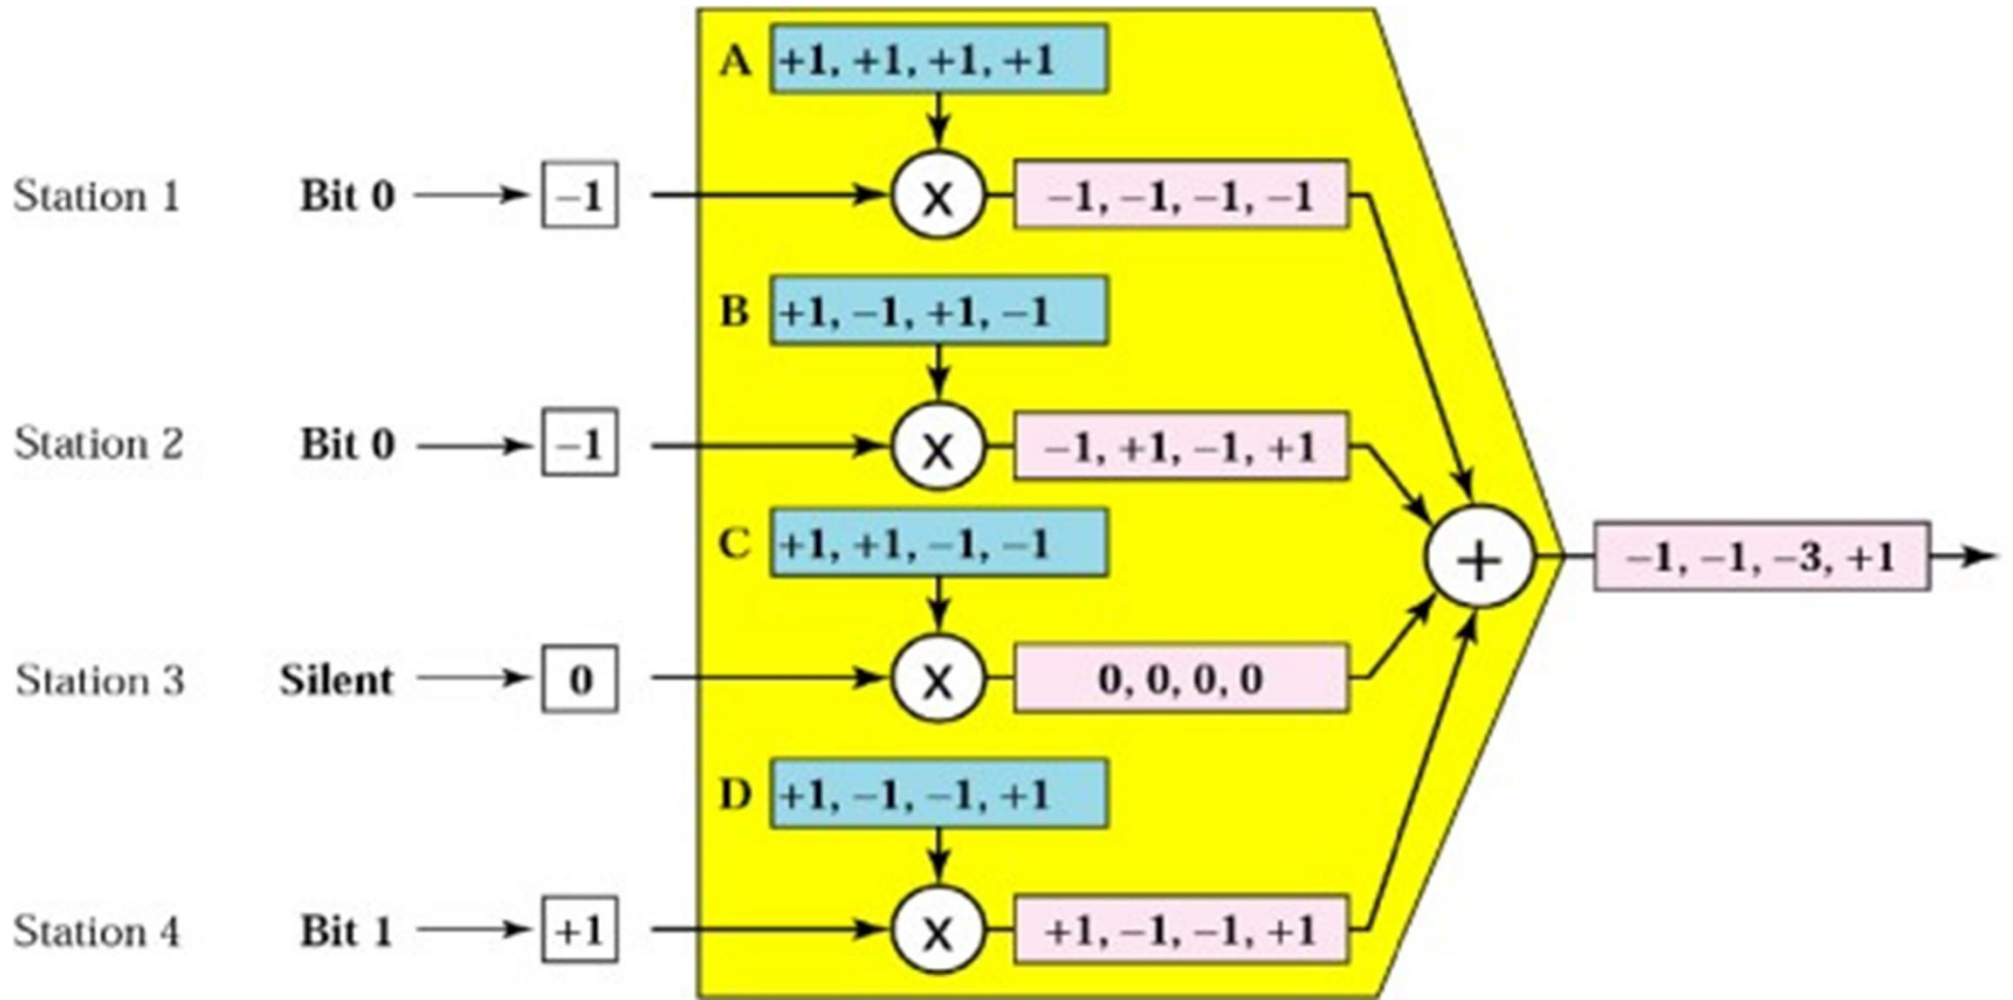 A +1, +1, +1, +1
Station 1 Bit 0 –1 X –1, –1, –1, –1
B +1, –1, +1, –1
Station 2 Bit 0 –1 X –1, +1, –1, +1
C +1, +1, –1, –1
+ –1, –1, –3, +1
Station 3 Silent 0 X 0, 0, 0, 0
D +1, –1, –1, +1
Station 4 Bit 1 +1 X +1, –1, –1, +1